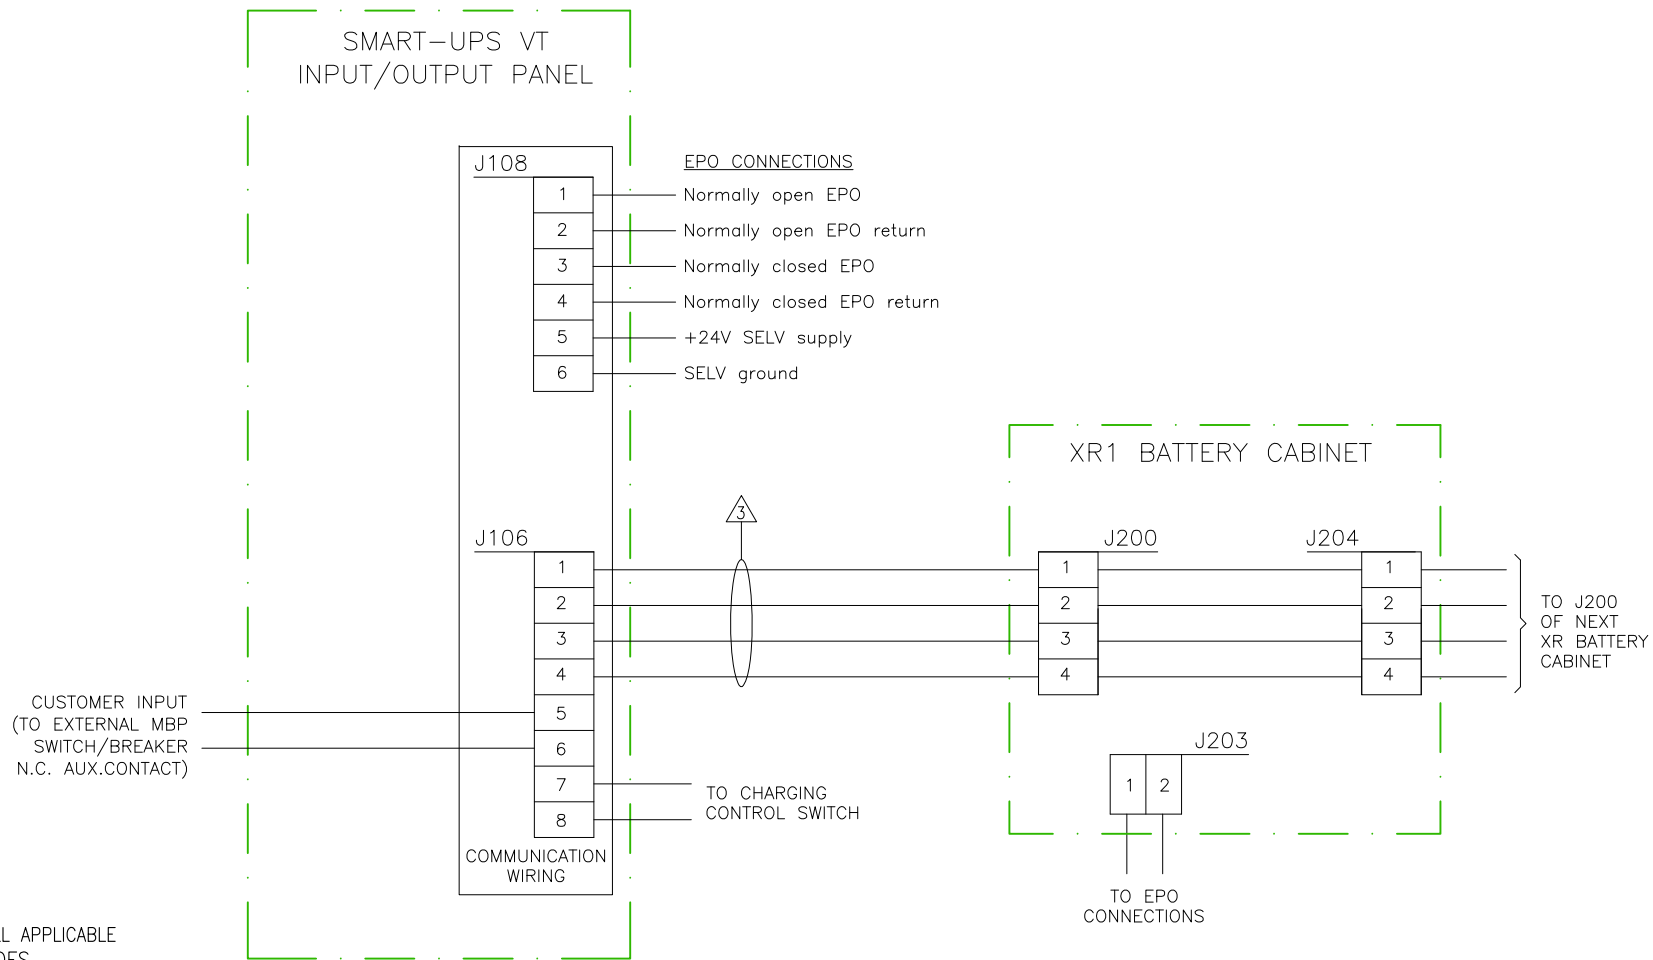 SMART-UPS VT
INPUT/OUTPUT PANEL
J108
1
2
3
4
5
6
EPO CONNECTIONS
Normally open EPO
Normally open EPO return
Normally closed EPO
Normally closed EPO return
+24V SELV supply
SELV ground
J106
1
2
3
4
5
6
7
8
COMMUNICATION
WIRING
CUSTOMER INPUT
(TO EXTERNAL MBP
SWITCH/BREAKER
N.C. AUX.CONTACT)
TO CHARGING
CONTROL SWITCH
3
XR1 BATTERY CABINET
J200
1
2
3
4
J204
1
2
3
4
TO J200
OF NEXT
XR BATTERY
CABINET
J203
1 2
TO EPO
CONNECTIONS
APPLICABLE